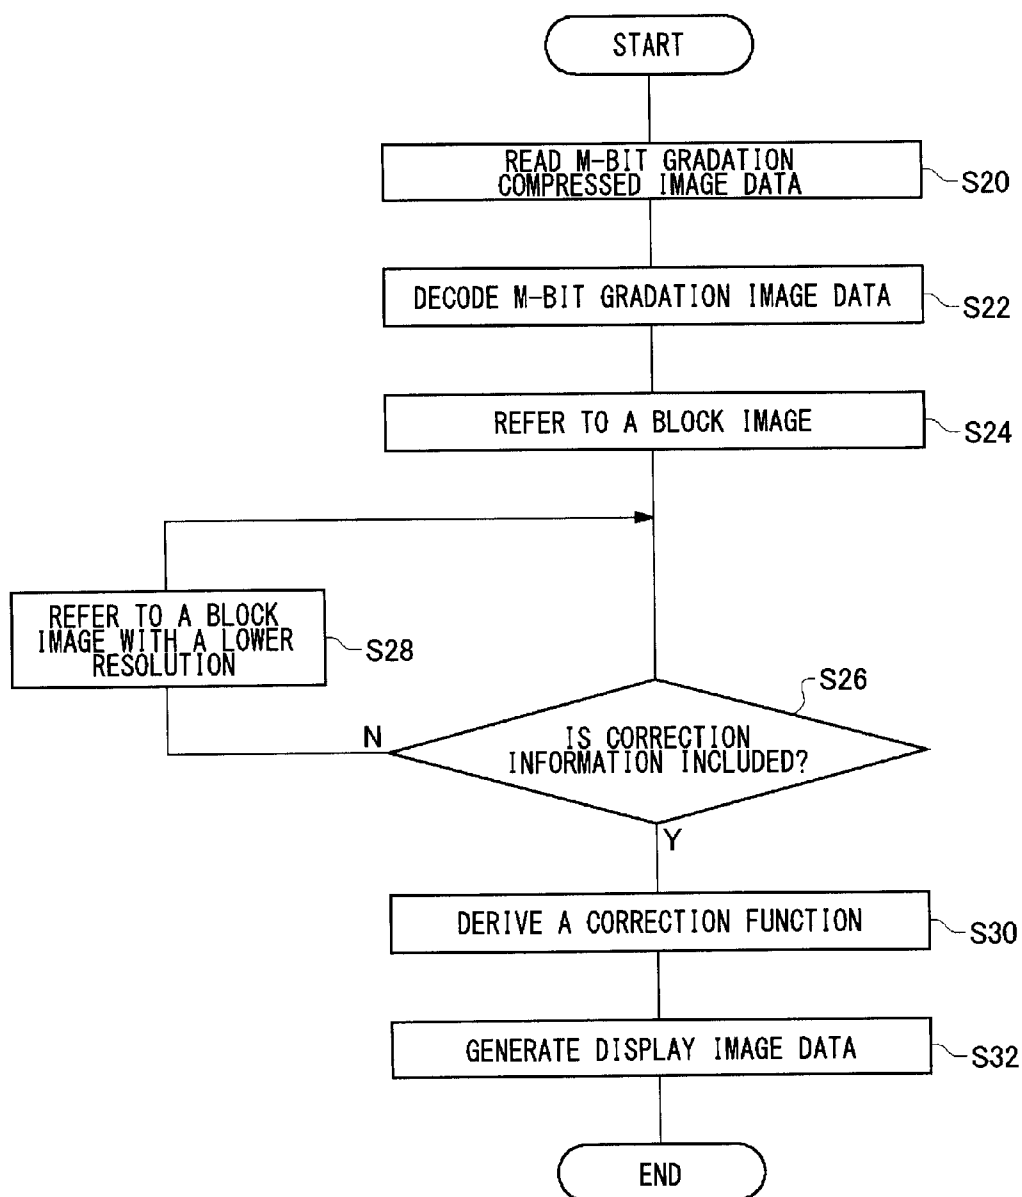 START
READ M-BIT GRADATION
COMPRESSED IMAGE DATA
S20
DECODE M-BIT GRADATION IMAGE DATA
S22
REFER TO A BLOCK IMAGE
S24
REFER TO A BLOCK
IMAGE WITH A LOWER
RESOLUTION
S28
S26
N
IS CORRECTION
INFORMATION INCLUDED?
Y
DERIVE A CORRECTION FUNCTION
S30
GENERATE DISPLAY IMAGE DATA
S32
END